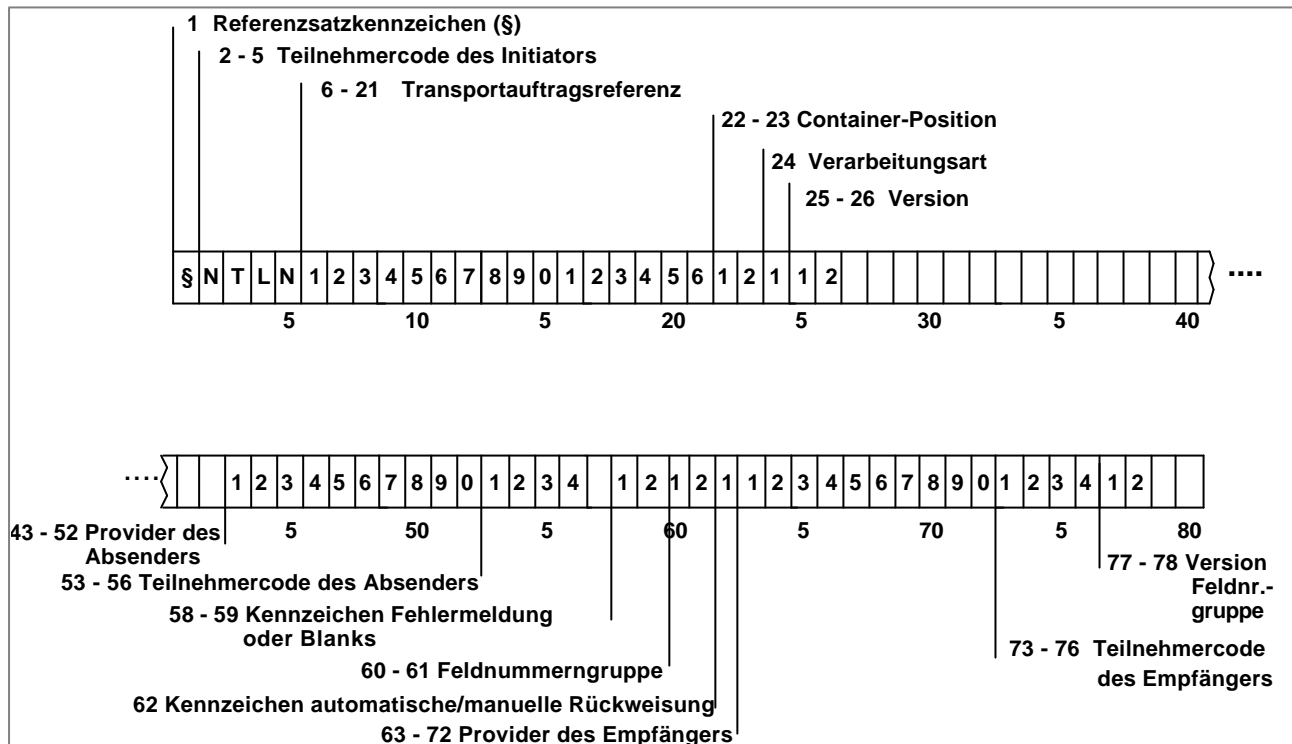 1 Referenzsatzkennzeichen (§)
2 - 5 Teilnehmercode des Initiators
6 - 21 Transportauftragsreferenz
22 - 23 Container-Position
24 Verarbeitungsart
25 - 26 Version
§ N T L N 1 2 3 4 5 6 7 8 9 0 1 2 3 4 5 6 1 2 1 1 2 ....
5 10 5 20 5 30 5 40
.... 1 2 3 4 5 6 7 8 9 0 1 2 3 4 1 2 1 2 1 1 2 3 4 5 6 7 8 9 0 1 2 3 4 1 2
5 50 5 60 5 70 5 80
43 - 52 Provider des
Absenders
53 - 56 Teilnehmercode des Absenders
58 - 59 Kennzeichen Fehlermeldung
oder Blanks
60 - 61 Feldnummerngruppe
62 Kennzeichen automatische/manuelle Rückweisung
63 - 72 Provider des Empfängers
73 - 76 Teilnehmercode
des Empfängers
77 - 78 Version
Feldnr.-
gruppe